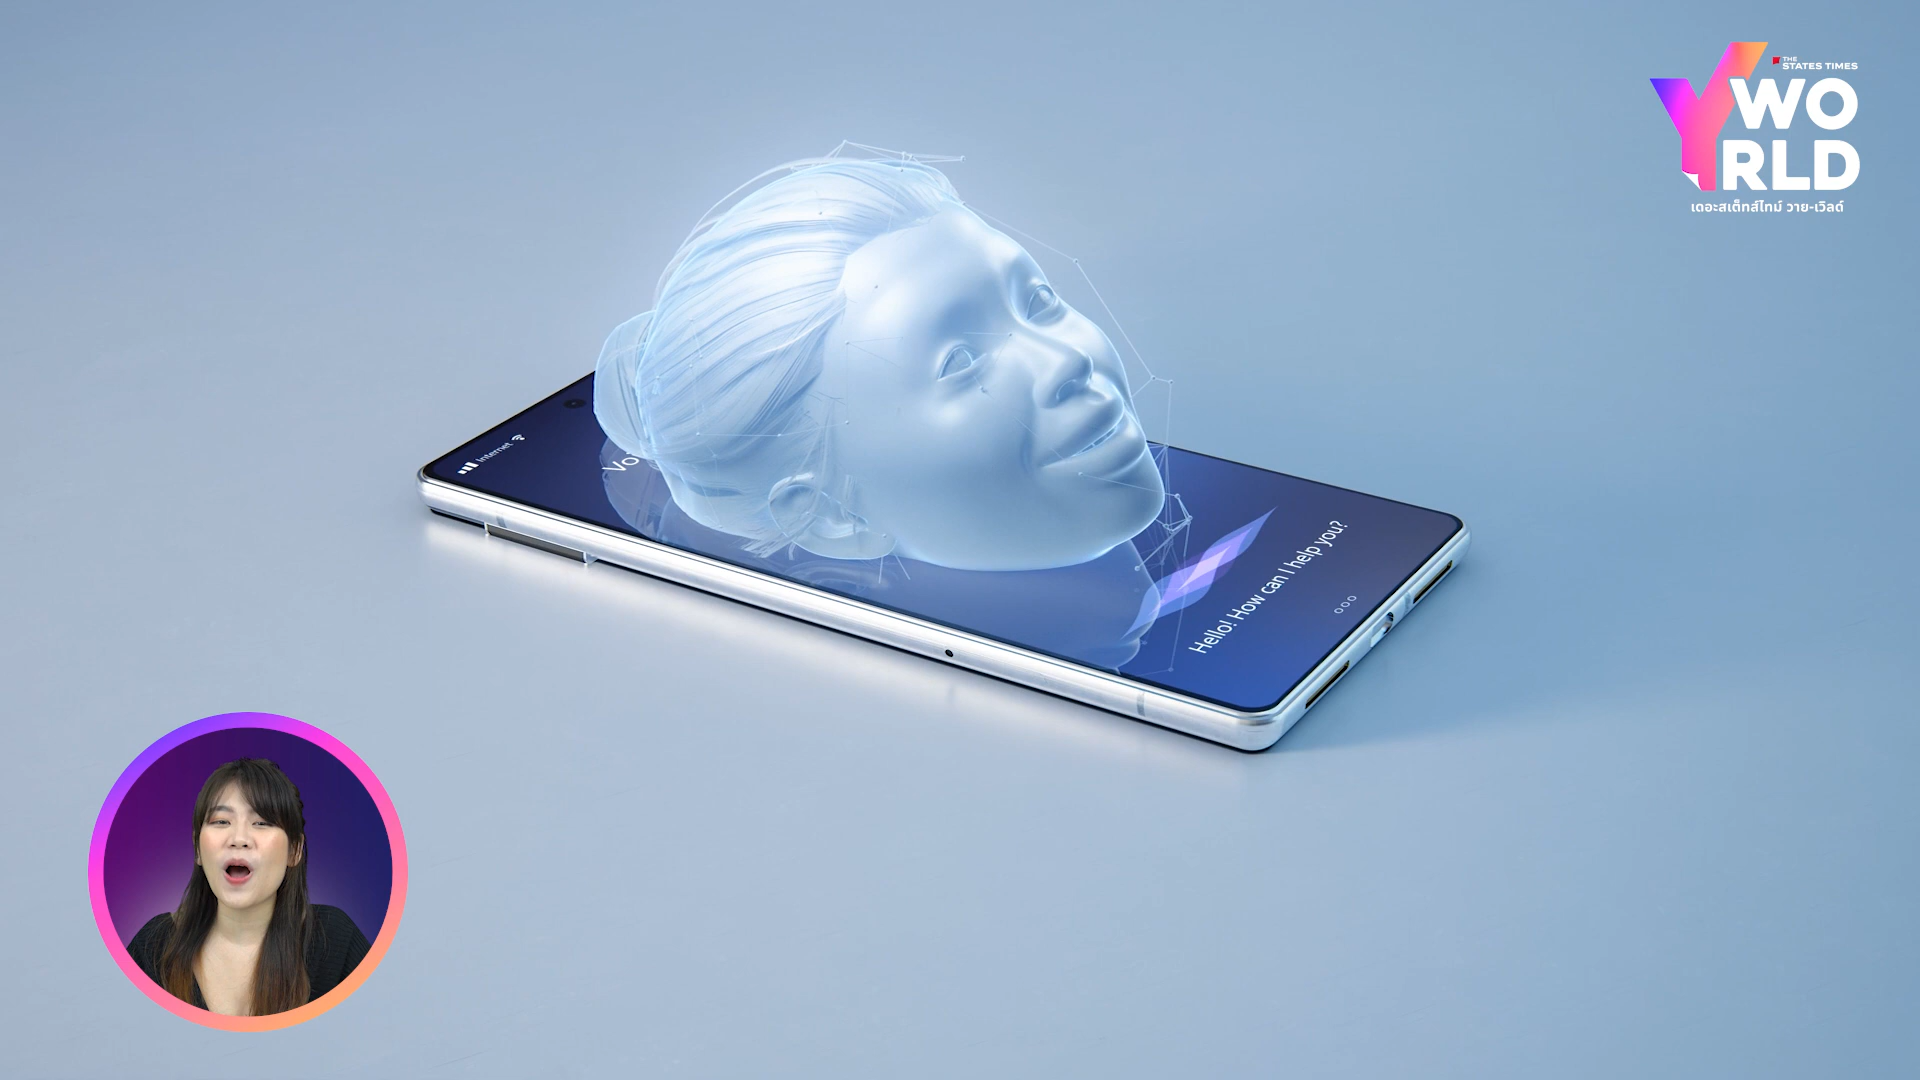 THE
STATES TIMES
Y WO
RLD
เดอะสเต็ทส์ไทม์ วาย-เวิลด์
Internet
Hello! How can I help you?